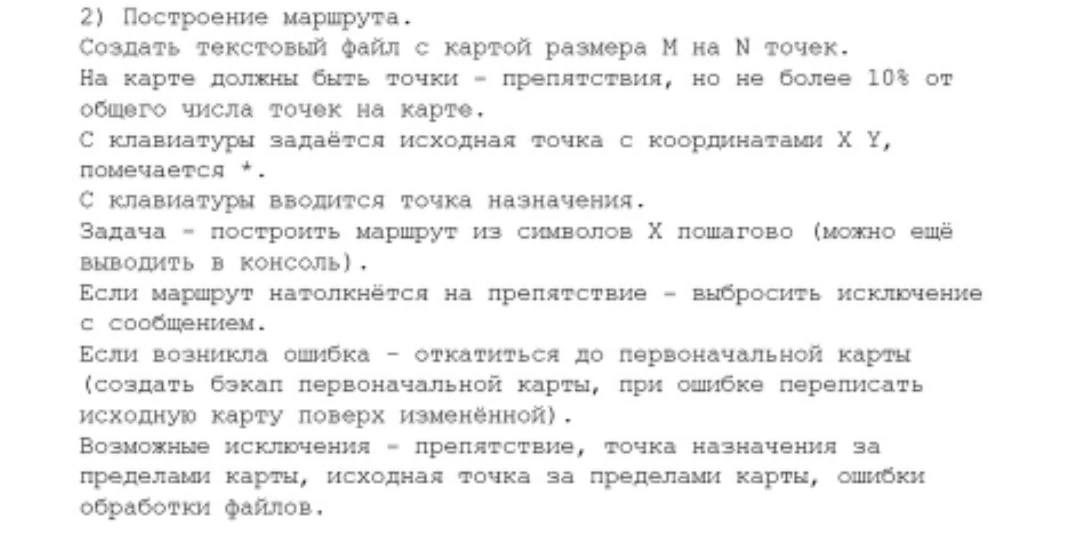 2) Построение маршрута.
Создать текстовый файл с картой размера M на N точек.
На карте должны быть точки – препятствия, но не более 10% от
общего числа точек на карте.
С клавиатуры задаётся исходная точка с координатами X Y,
помечается *.
С клавиатуры вводится точка назначения.
Задача – построить маршрут из символов X пошагово (можно ещё
выводить в консоль).
Если маршрут натолкнётся на препятствие – выбросить исключение
с сообщением.
Если возникла ошибка – откатиться до первоначальной карты
(создать бэкап первоначальной карты, при ошибке переписать
исходную карту поверх изменённой).
Возможные исключения – препятствие, точка назначения за
пределами карты, исходная точка за пределами карты, ошибки
обработки файлов.